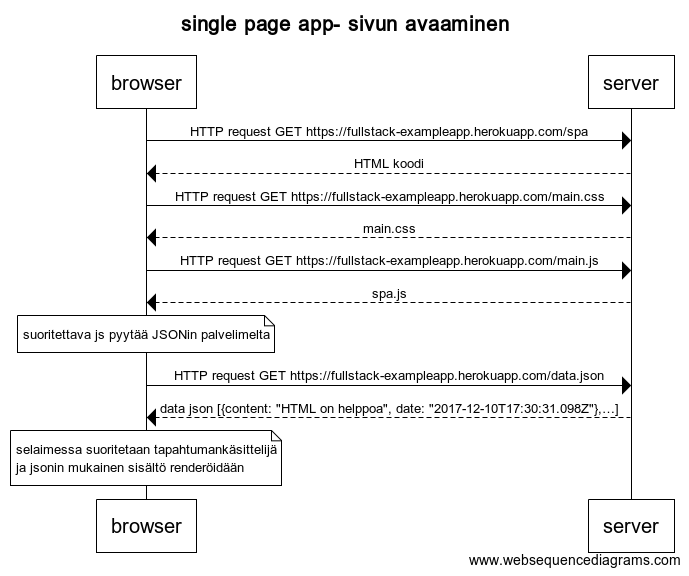 single page app- sivun avaaminen
browser
server
HTTP request GET https://fullstack-exampleapp.herokuapp.com/spa
HTML koodi
HTTP request GET https://fullstack-exampleapp.herokuapp.com/main.css
main.css
HTTP request GET https://fullstack-exampleapp.herokuapp.com/main.js
spa.js
suoritettava js pyytää JSONin palvelimelta
HTTP request GET https://fullstack-exampleapp.herokuapp.com/data.json
data json [{content: "HTML on helppoa", date: "2017-12-10T17:30:31.098Z"},...]
selaimessa suoritetaan tapahtumankäsittelijä
ja jsonin mukainen sisältö renderöidään
browser
server
www.websequencediagrams.com